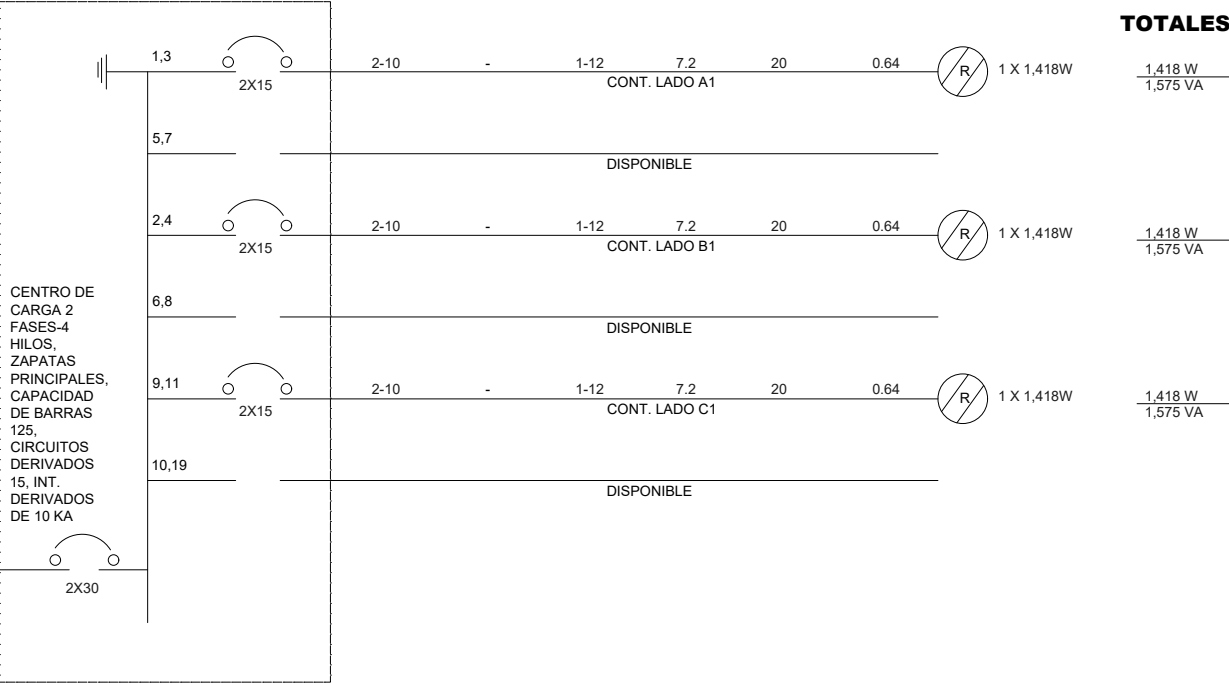 TOTALES
1,3
2X15
2-10 - 1-12 7.2 20 0.64
CONT. LADO A1
R
1 X 1,418W
1,418 W
1,575 VA
5,7
DISPONIBLE
2,4
2X15
2-10 - 1-12 7.2 20 0.64
CONT. LADO B1
R
1 X 1,418W
1,418 W
1,575 VA
6,8
DISPONIBLE
CENTRO DE
CARGA 2
FASES-4
HILOS,
ZAPATAS
PRINCIPALES,
CAPACIDAD
DE BARRAS
125,
CIRCUITOS
DERIVADOS
15, INT.
DERIVADOS
DE 10 KA
9,11
2X15
2-10 - 1-12 7.2 20 0.64
CONT. LADO C1
R
1 X 1,418W
1,418 W
1,575 VA
10,19
DISPONIBLE
2X30